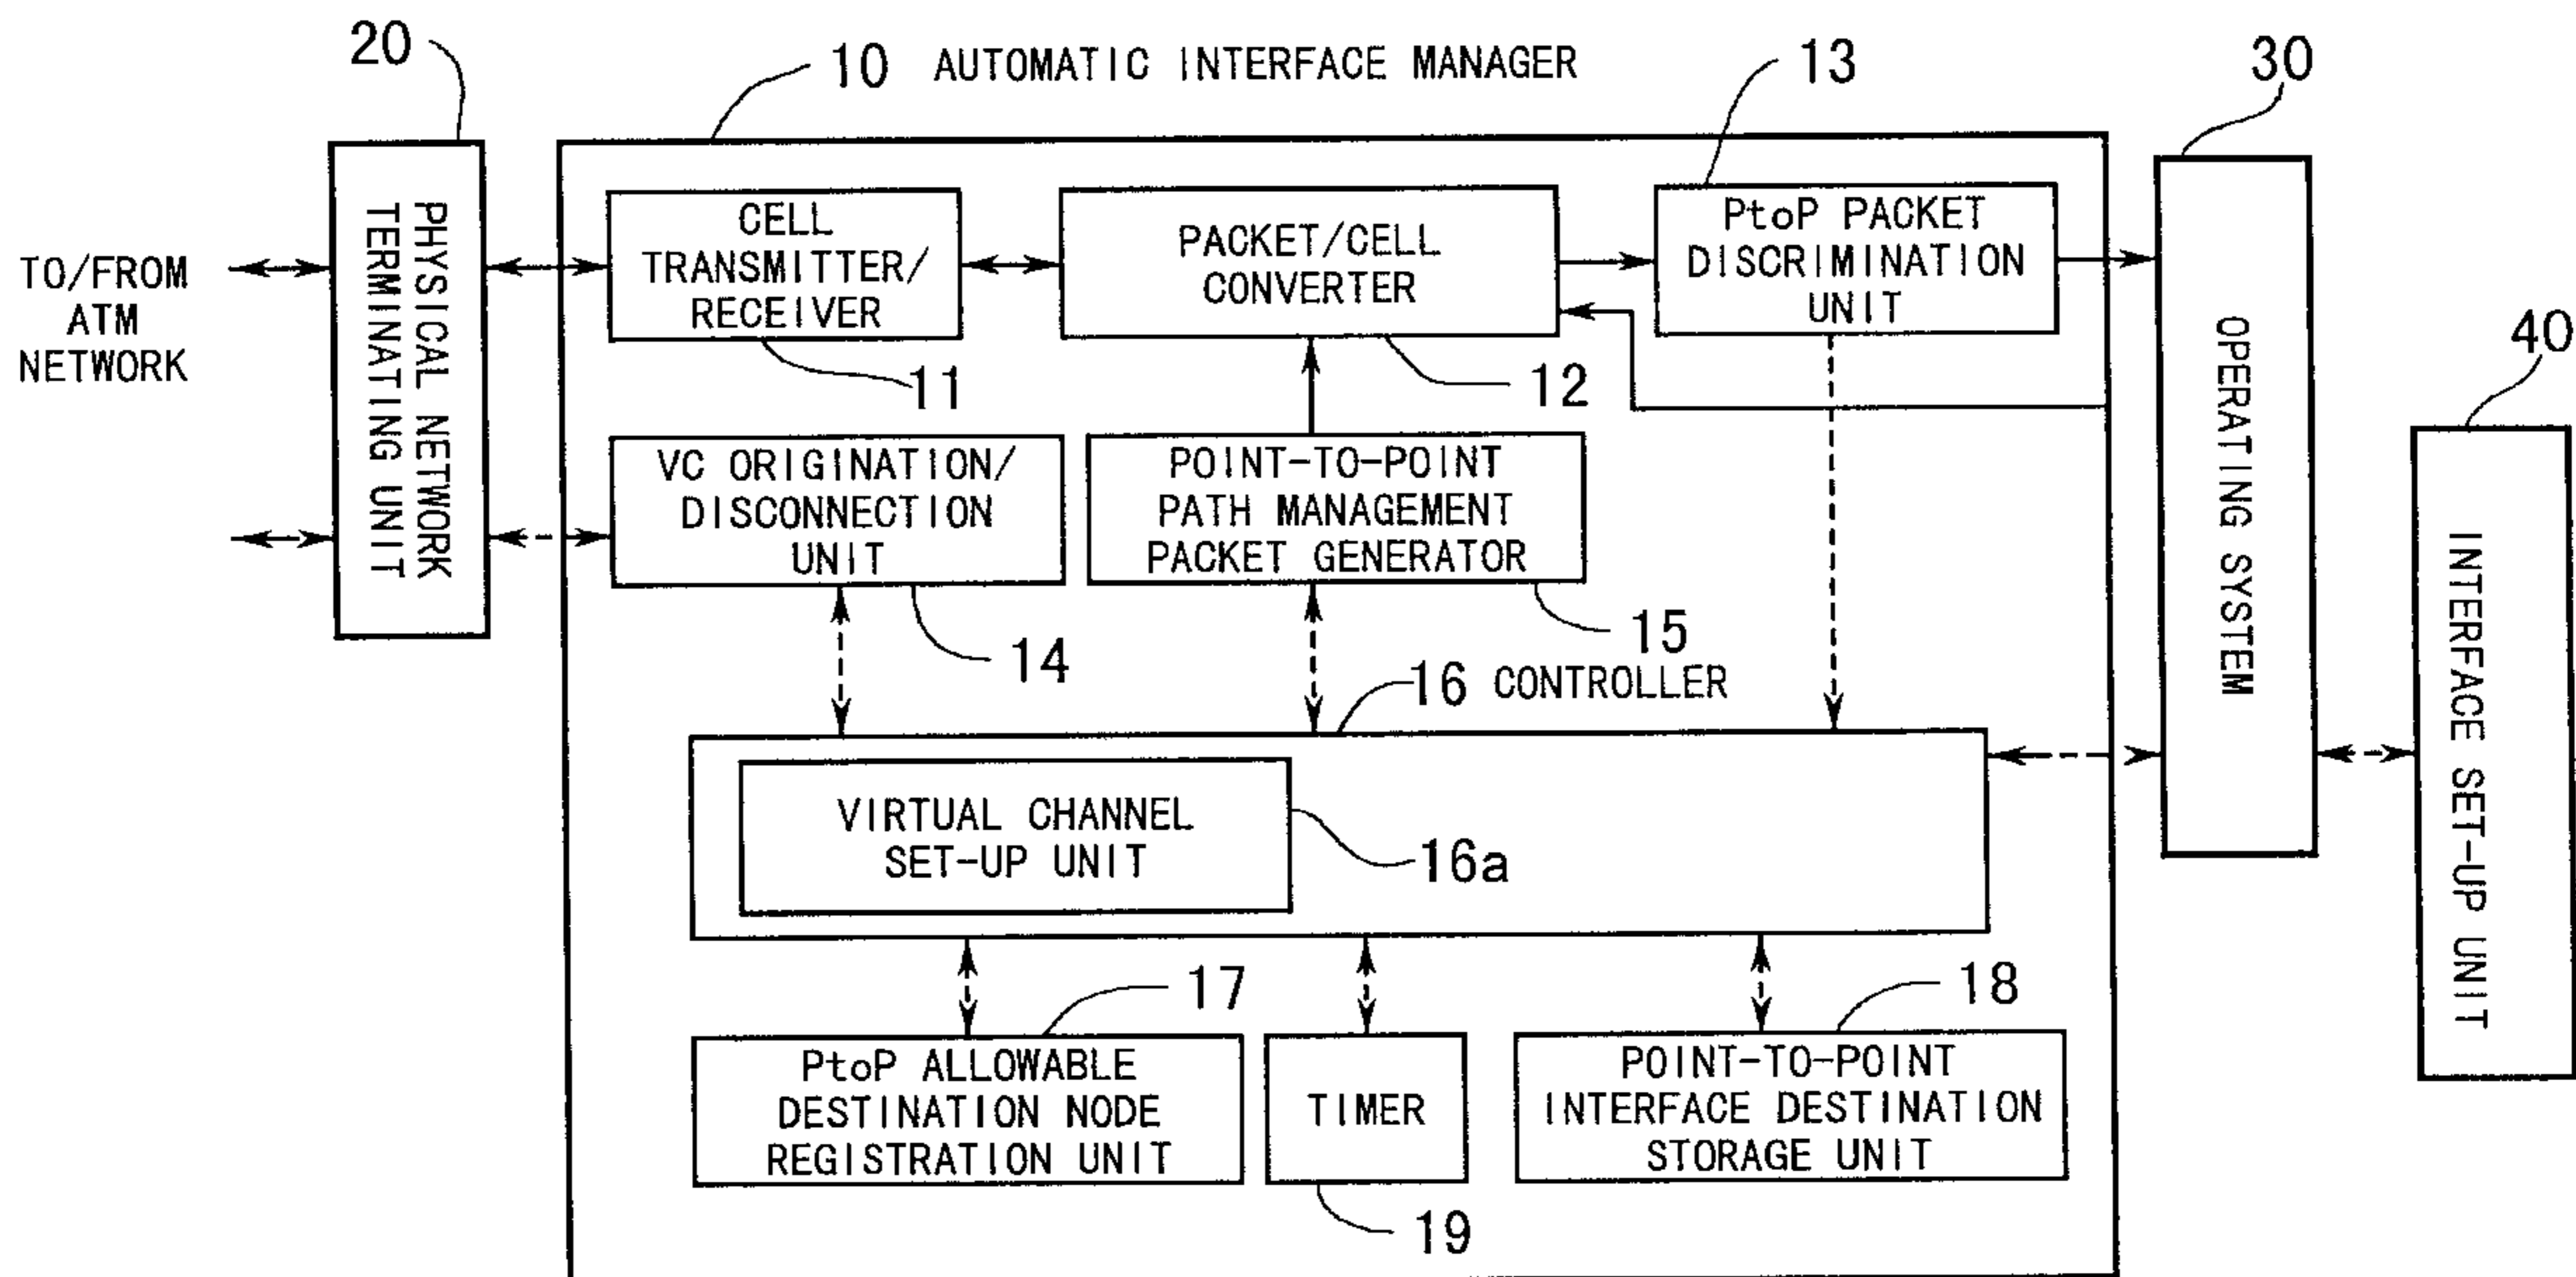 20
10 AUTOMATIC INTERFACE MANAGER
13
30
TO/FROM
ATM
NETWORK
PHYSICAL NETWORK
TERMINATING UNIT
CELL
TRANSMITTER/
RECEIVER
11
PACKET/CELL
CONVERTER
12
PtoP PACKET
DISCRIMINATION
UNIT
OPERATING SYSTEM
40
INTERFACE SET-UP UNIT
VC ORIGINATION/
DISCONNECTION
UNIT
14
POINT-TO-POINT
PATH MANAGEMENT
PACKET GENERATOR
15
16 CONTROLLER
VIRTUAL CHANNEL
SET-UP UNIT
16a
17
18
PtoP ALLOWABLE
DESTINATION NODE
REGISTRATION UNIT
TIMER
19
POINT-TO-POINT
INTERFACE DESTINATION
STORAGE UNIT